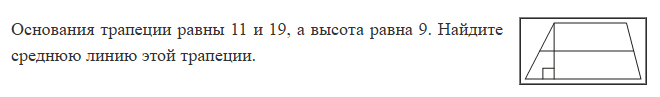 Основания трапеции равны 11 и 19, а высота равна 9. Найдите
среднюю линию этой трапеции.